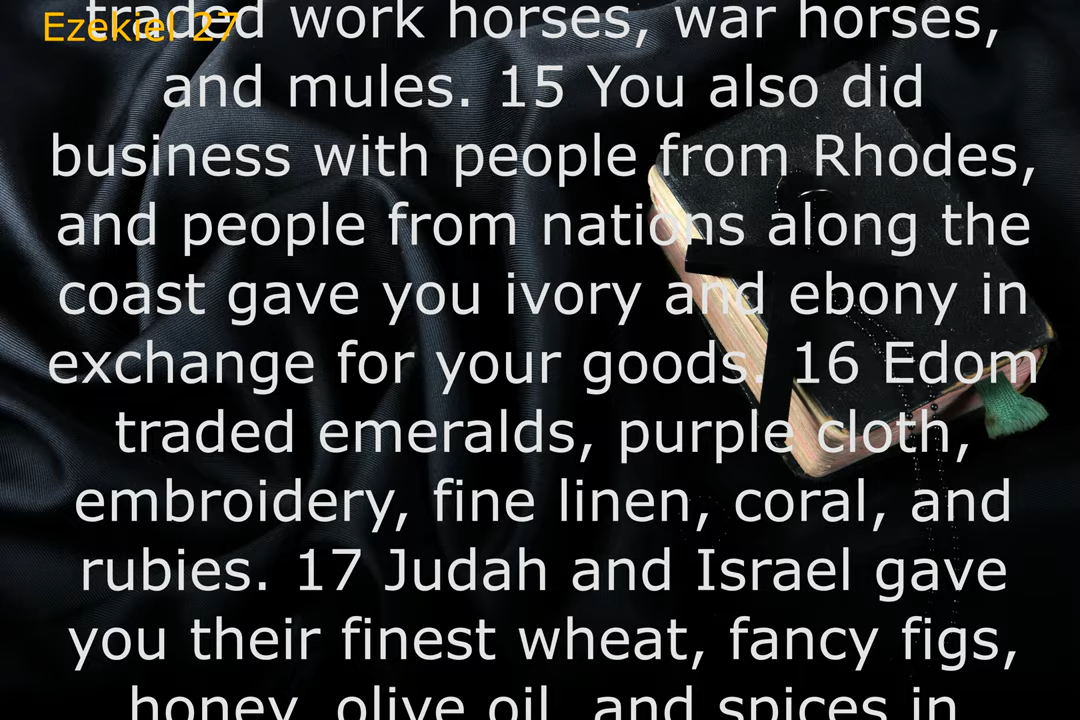 Ezekiel 27
traded work horses, war horses,
and mules. 15 You also did
business with people from Rhodes,
and people from nations along the
coast gave you ivory and ebony in
exchange for your goods. 16 Edom
traded emeralds, purple cloth,
embroidery, fine linen, coral, and
rubies. 17 Judah and Israel gave
you their finest wheat, fancy figs,
honey, olive oil, and spices in